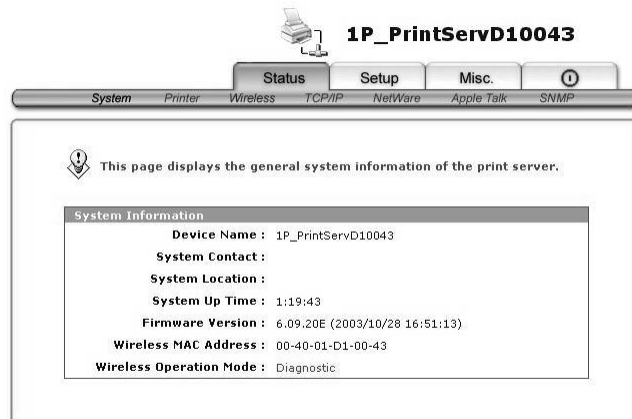 1P_PrintServD10043
Status Setup Misc.
System Printer Wireless TCP/IP NetWare Apple Talk SNMP
This page displays the general system information of the print server.
System Information
Device Name : 1P_PrintServD10043
System Contact :
System Location :
System Up Time : 1:19:43
Firmware Version : 6.09.20E (2003/10/28 16:51:13)
Wireless MAC Address : 00-40-01-D1-00-43
Wireless Operation Mode : Diagnostic